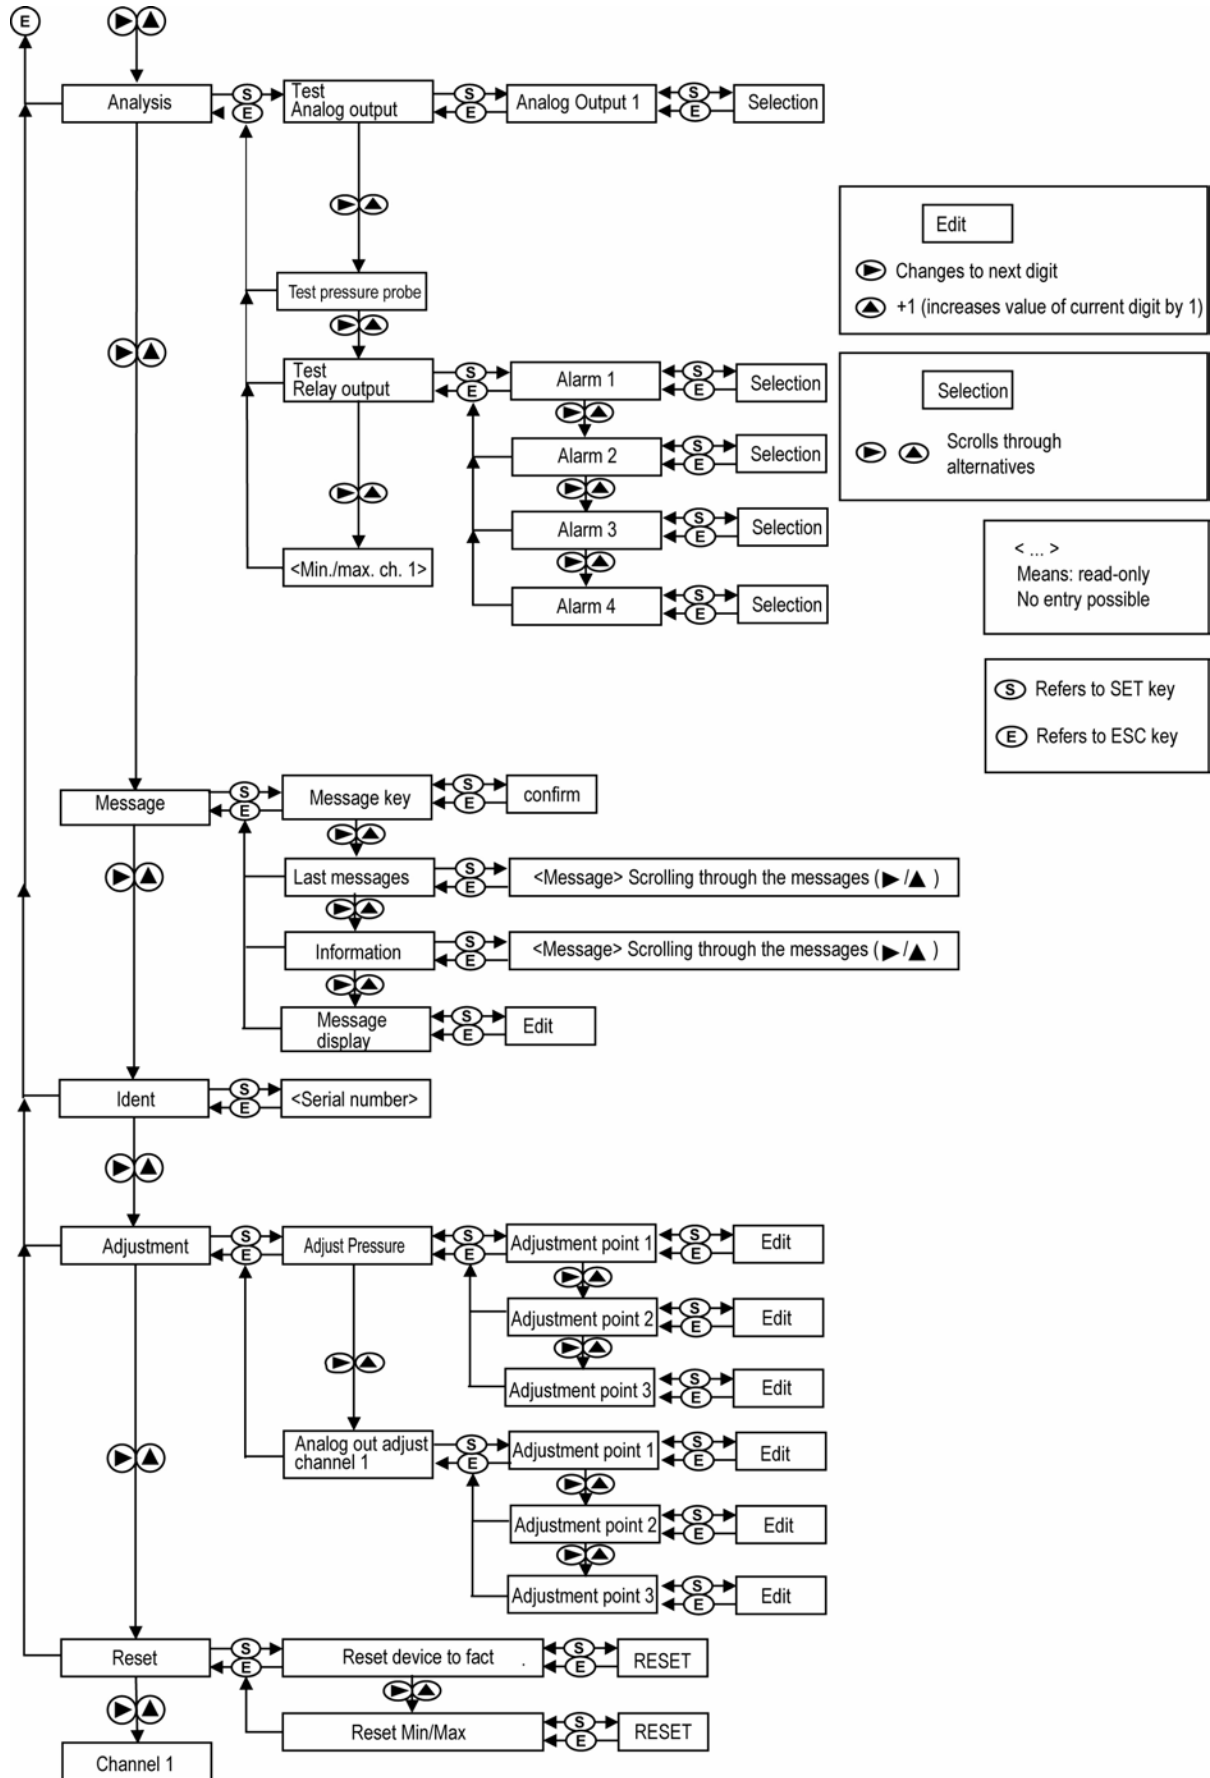 E
Analysis
S
E
Test
Analog output
S
E
Analog Output 1
S
E
Selection
Test pressure probe
Test
Relay output
S
E
Alarm 1
S
E
Selection
Alarm 2
S
E
Selection
Alarm 3
S
E
Selection
<Min./max. ch. 1>
Alarm 4
S
E
Selection
Edit
Changes to next digit
+1 (increases value of current digit by 1)
Selection
Scrolls through
alternatives
< ... >
Means: read-only
No entry possible
S Refers to SET key
E Refers to ESC key
Message
S
E
Message key
S
E
confirm
Last messages
S
E
<Message> Scrolling through the messages (▶/▲ )
Information
S
E
<Message> Scrolling through the messages (▶/▲ )
Message
display
S
E
Edit
Ident
S
E
<Serial number>
Adjustment
S
E
Adjust Pressure
S
E
Adjustment point 1
S
E
Edit
Adjustment point 2
S
E
Edit
Adjustment point 3
S
E
Edit
Analog out adjust
channel 1
S
E
Adjustment point 1
S
E
Edit
Adjustment point 2
S
E
Edit
Adjustment point 3
S
E
Edit
Reset
S
E
Reset device to fact .
S
E
RESET
Reset Min/Max
S
E
RESET
Channel 1